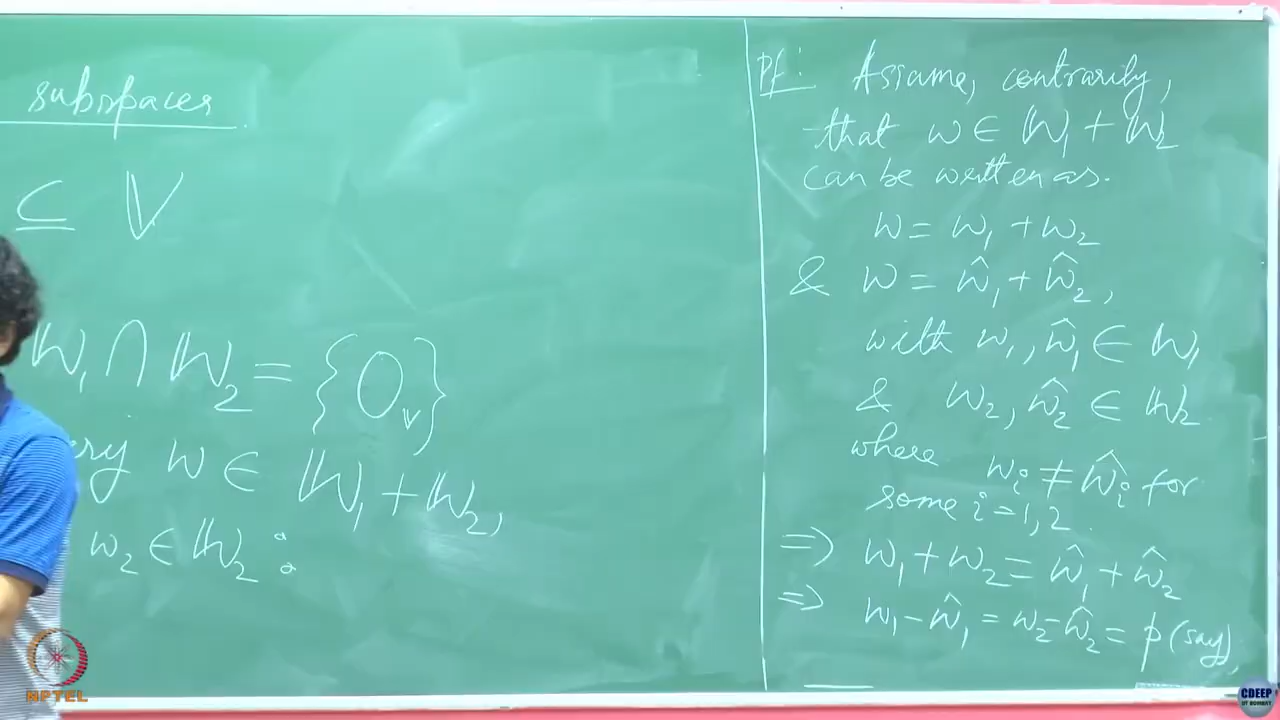 subspaces
⊆ 𝕍
𝕎₁ ∩ 𝕎₂ = {0ᵥ}
ery w ∈ 𝕎₁ + 𝕎₂,
w₂ ∈ 𝕎₂ :
Pf: Assume, contrarily,
that w ∈ 𝕎₁ + 𝕎₂
can be written as.
w = w₁ + w₂
& w = ŵ₁ + ŵ₂,
with w₁, ŵ₁ ∈ 𝕎₁
& w₂, ŵ₂ ∈ 𝕎₂
where wᵢ ≠ ŵᵢ for
some i = 1, 2.
⇒ w₁ + w₂ = ŵ₁ + ŵ₂
⇒ w₁ - ŵ₁ = w₂ - ŵ₂ = p (say),
NPTEL
CDEEP
IIT BOMBAY